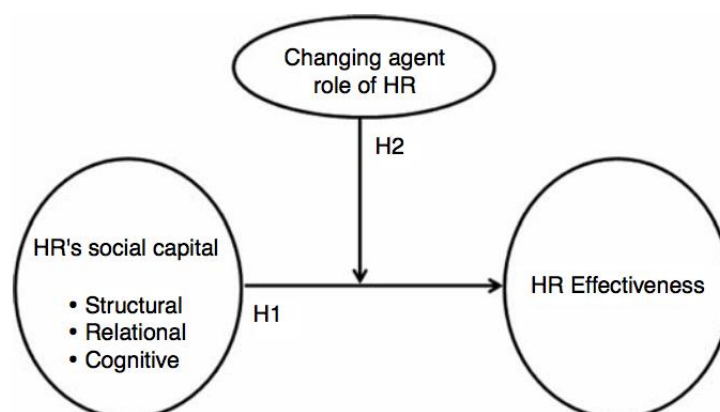 Changing agent
role of HR
H2
HR's social capital
• Structural
• Relational
• Cognitive
H1
HR Effectiveness